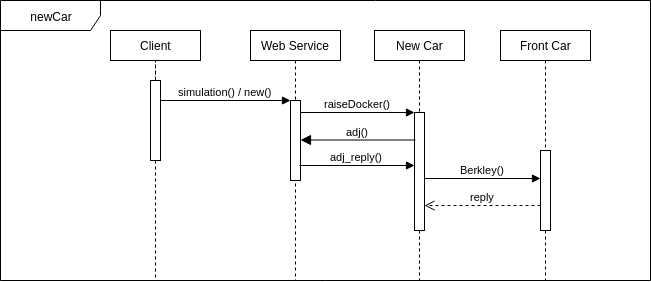 newCar
Client
Web Service
New Car
Front Car
simulation() / new()
raiseDocker()
adj()
adj_reply()
Berkley()
reply